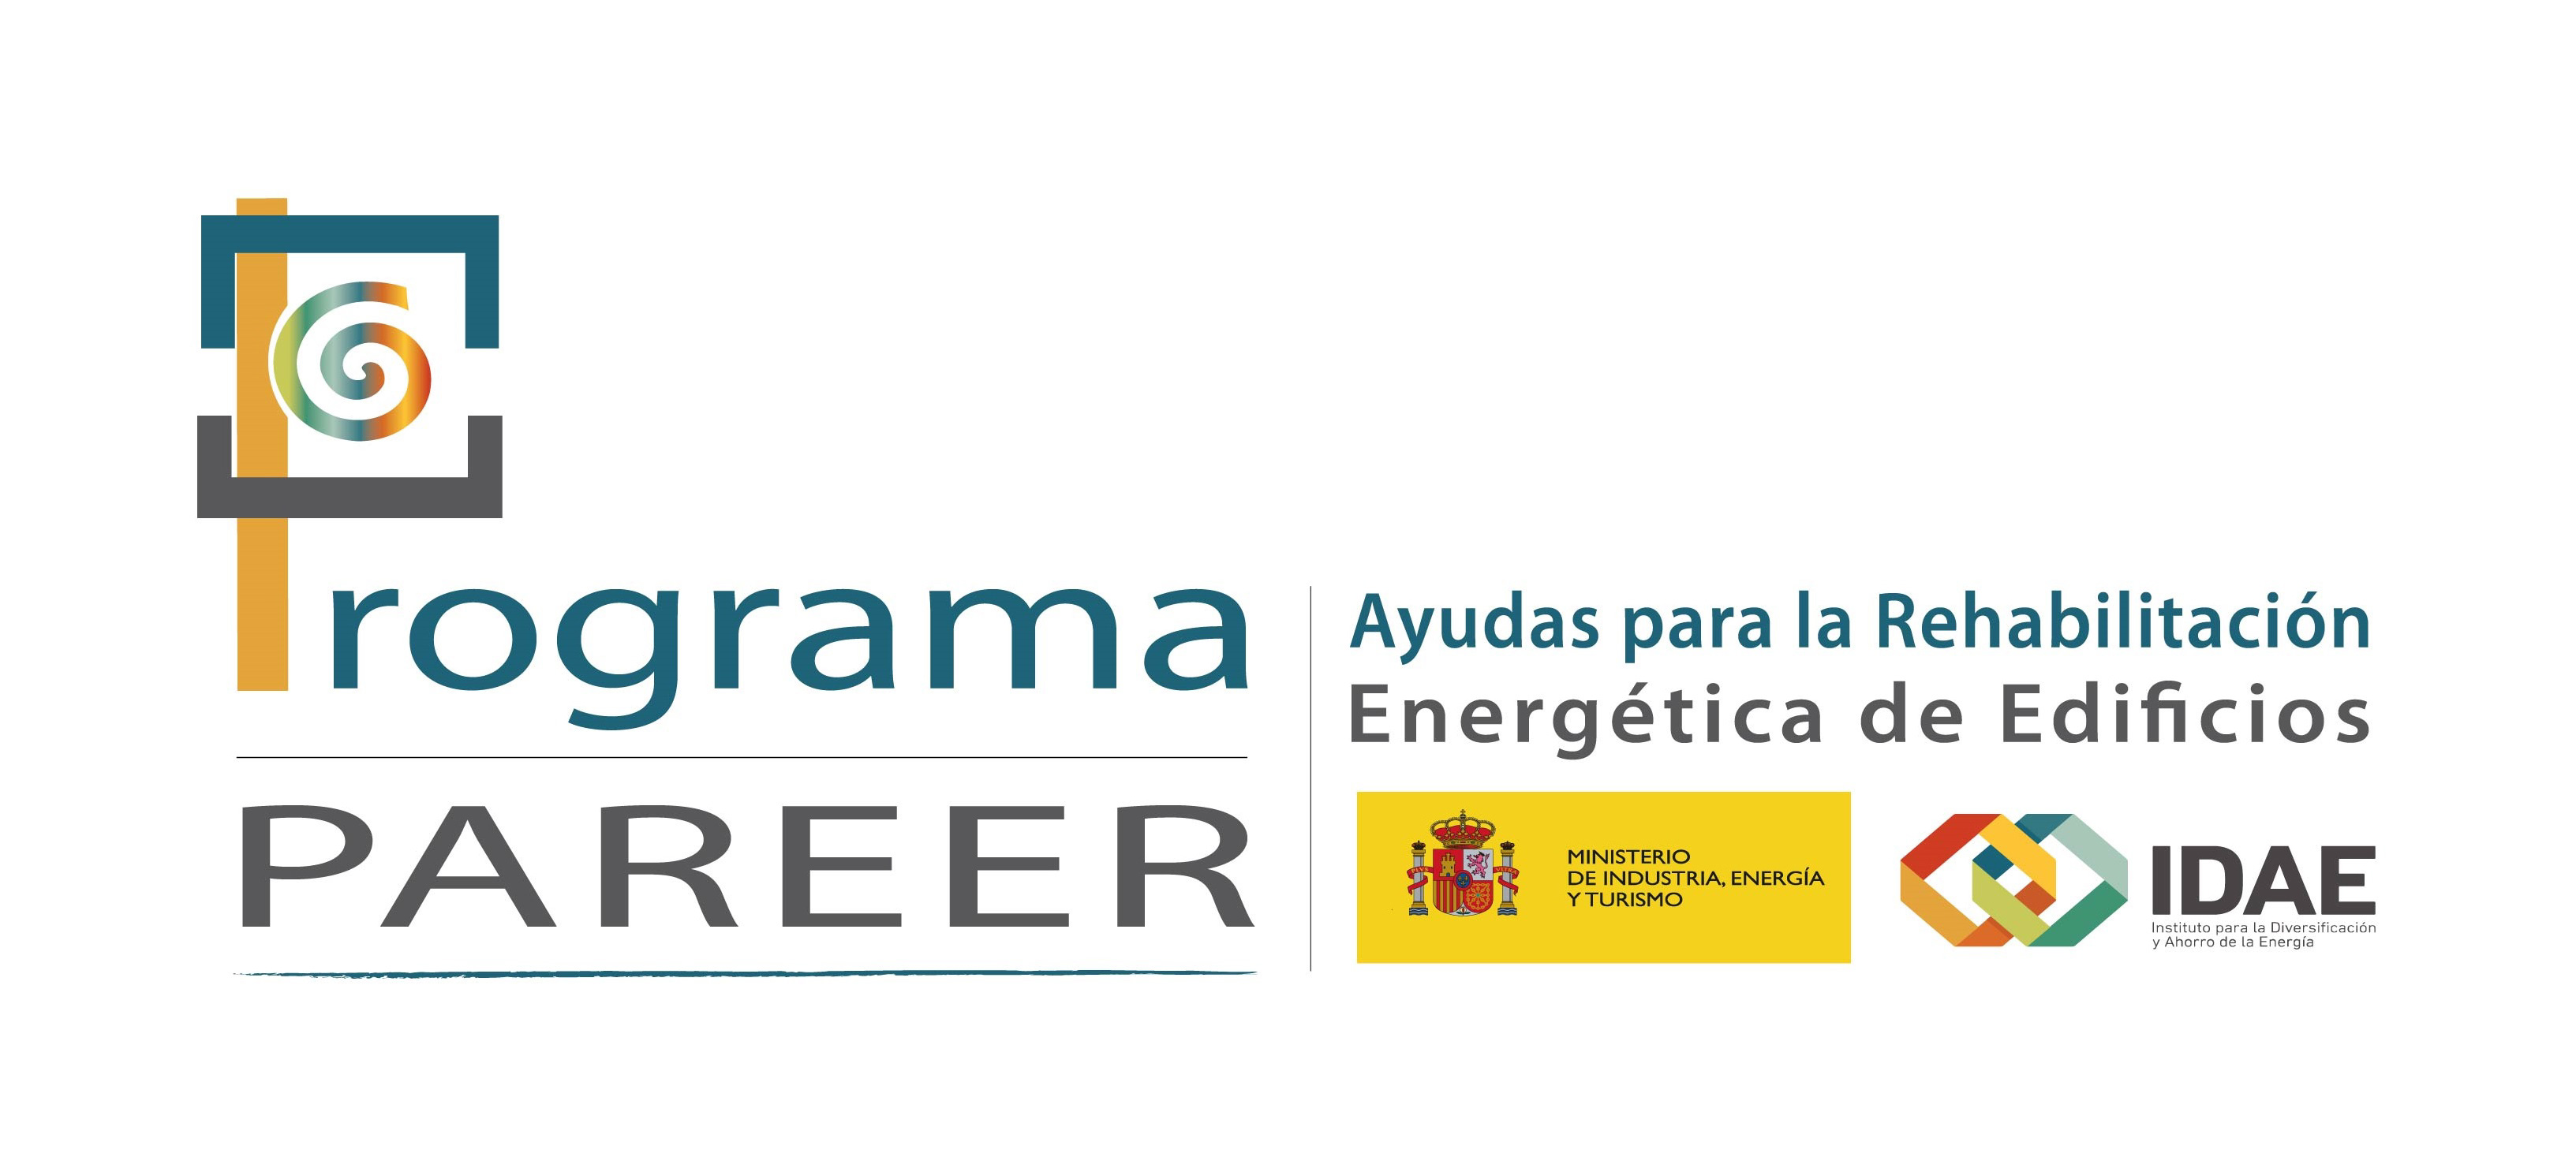 Programa
PAREER
Ayudas para la Rehabilitación
Energética de Edificios
MINISTERIO
DE INDUSTRIA, ENERGÍA
Y TURISMO
IDAE
Instituto para la Diversificación
y Ahorro de la Energía